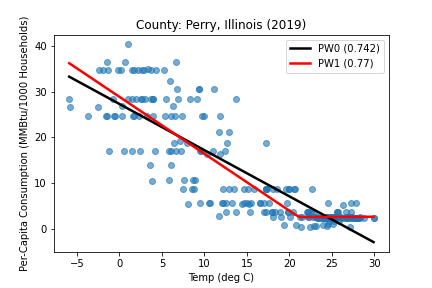 County: Perry, Illinois (2019)
PW0 (0.742)
PW1 (0.77)
Per-Capita Consumption (MMBtu/1000 Households)
40
30
20
10
0
−5 0 5 10 15 20 25 30
Temp (deg C)